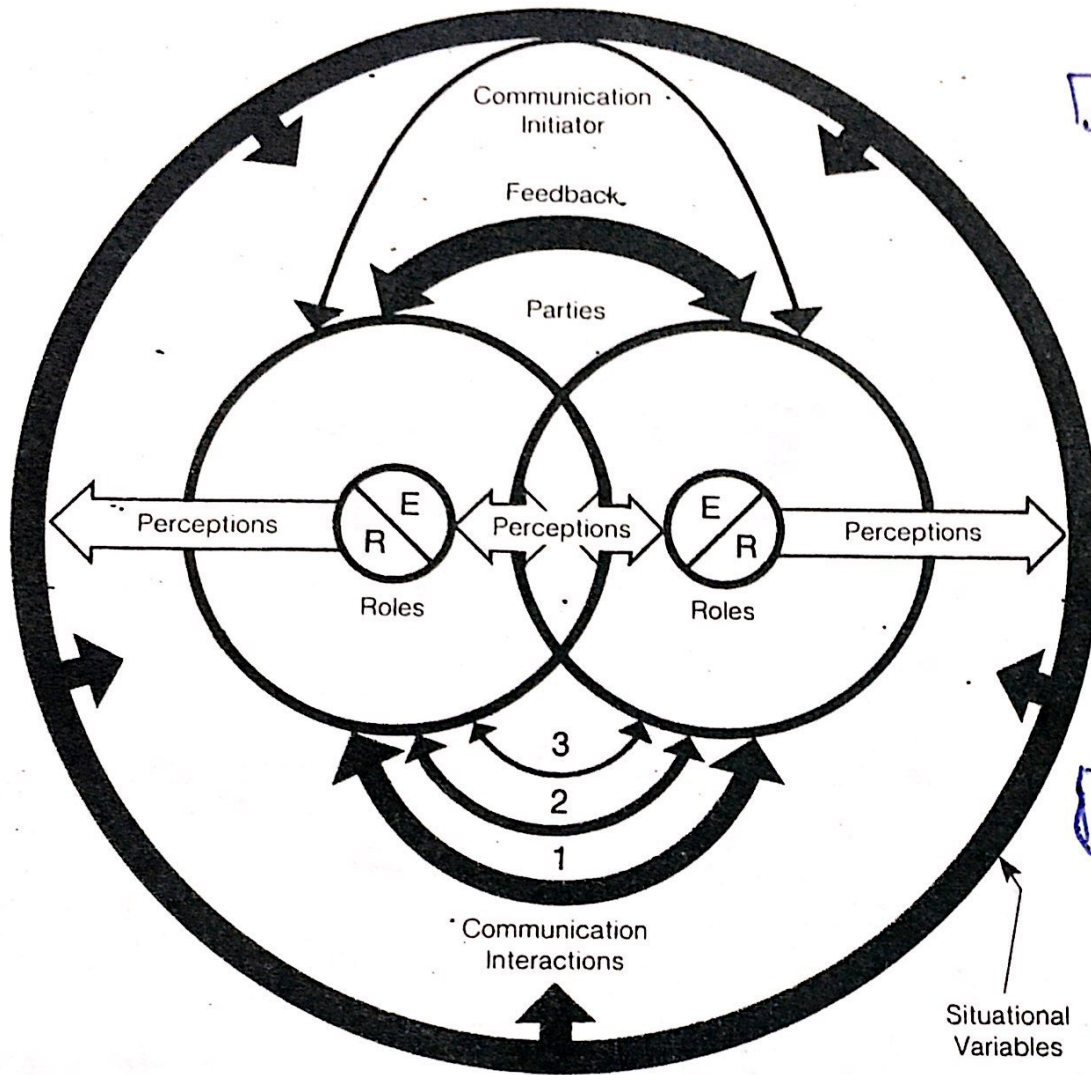 Communication
Initiator
Feedback
Parties
Perceptions
E
R
Perceptions
E
R
Perceptions
Roles
Roles
3
2
1
Communication
Interactions
Situational
Variables